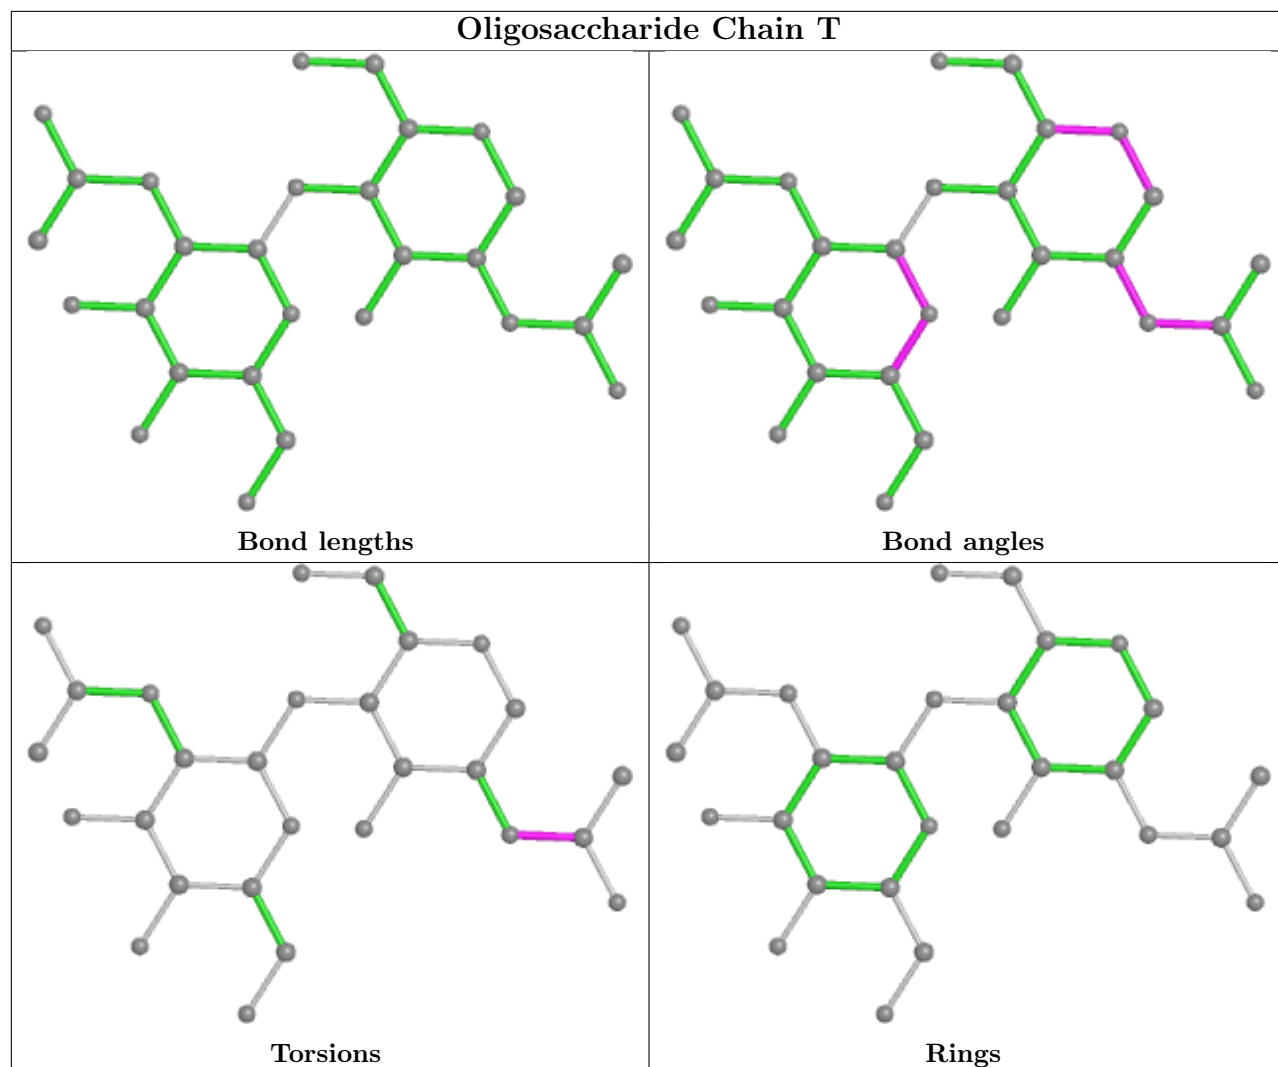 Oligosaccharide Chain T
Bond lengths
Bond angles
Torsions
Rings